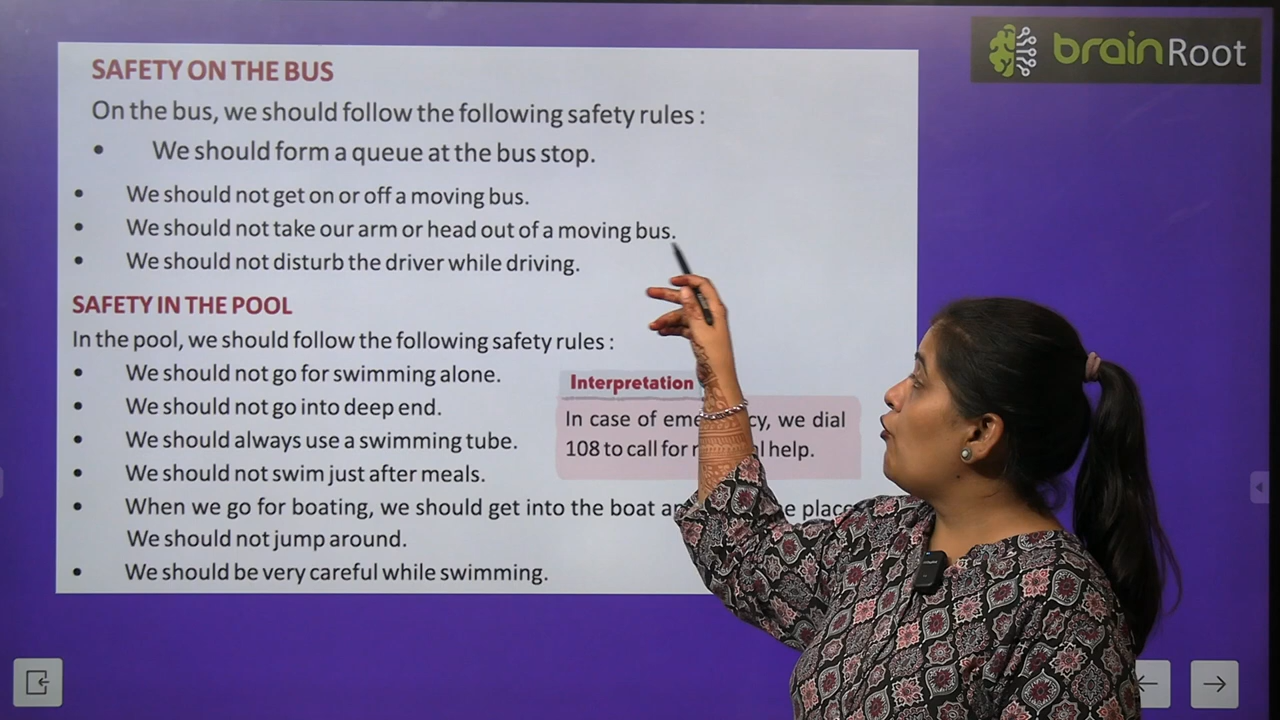 brainRoot
SAFETY ON THE BUS
On the bus, we should follow the following safety rules :
• We should form a queue at the bus stop.
• We should not get on or off a moving bus.
• We should not take our arm or head out of a moving bus.
• We should not disturb the driver while driving.
SAFETY IN THE POOL
In the pool, we should follow the following safety rules :
• We should not go for swimming alone.
• We should not go into deep end.
• We should always use a swimming tube.
• We should not swim just after meals.
• When we go for boating, we should get into the boat
We should not jump around.
• We should be very careful while swimming.
Interpretation
In case of we dial
108 to call for help.